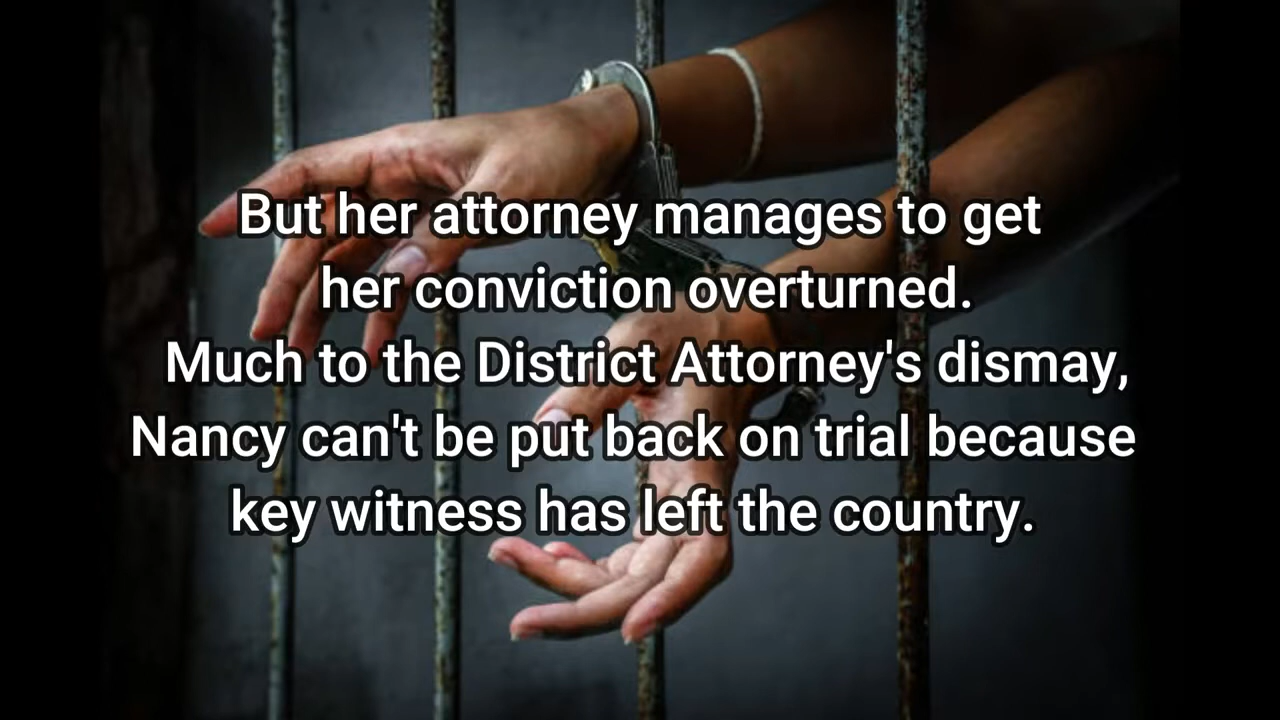 But her attorney manages to get
her conviction overturned.
Much to the District Attorney's dismay,
Nancy can't be put back on trial because
key witness has left the country.